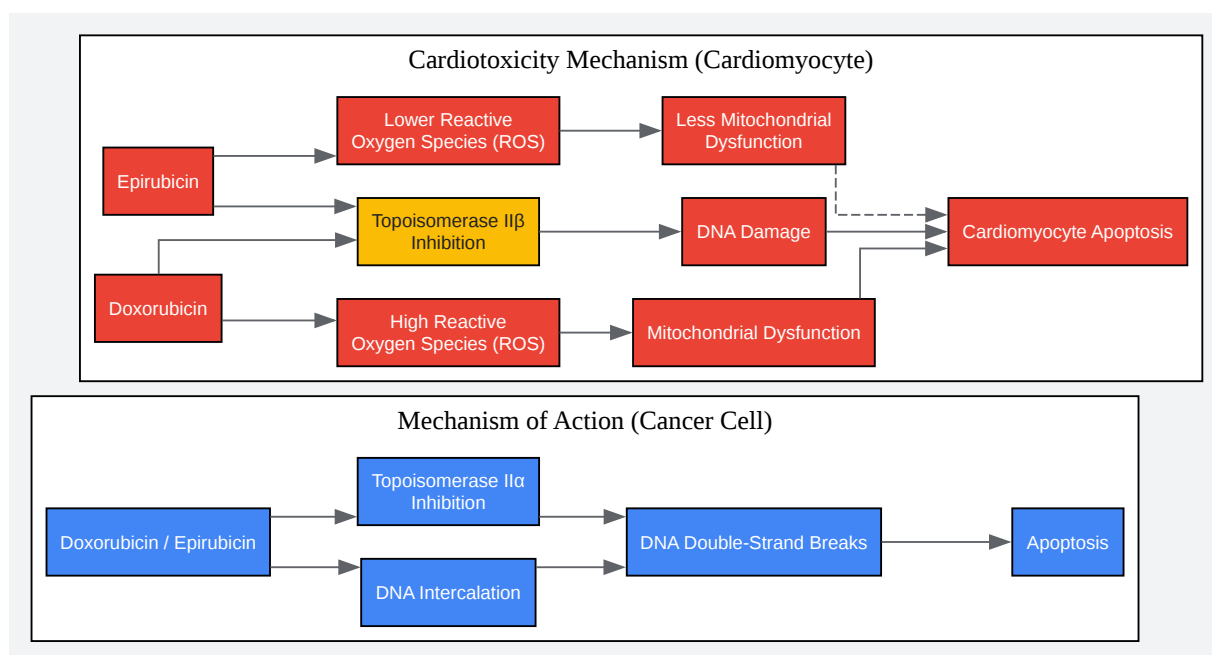 Cardiotoxicity Mechanism (Cardiomyocyte)
Lower Reactive
Oxygen Species (ROS)
Less Mitochondrial
Dysfunction
Epirubicin
Topoisomerase IIβ
Inhibition
DNA Damage
Cardiomyocyte Apoptosis
Doxorubicin
High Reactive
Oxygen Species (ROS)
Mitochondrial Dysfunction
Mechanism of Action (Cancer Cell)
Topoisomerase IIα
Inhibition
Doxorubicin / Epirubicin
DNA Double-Strand Breaks
Apoptosis
DNA Intercalation